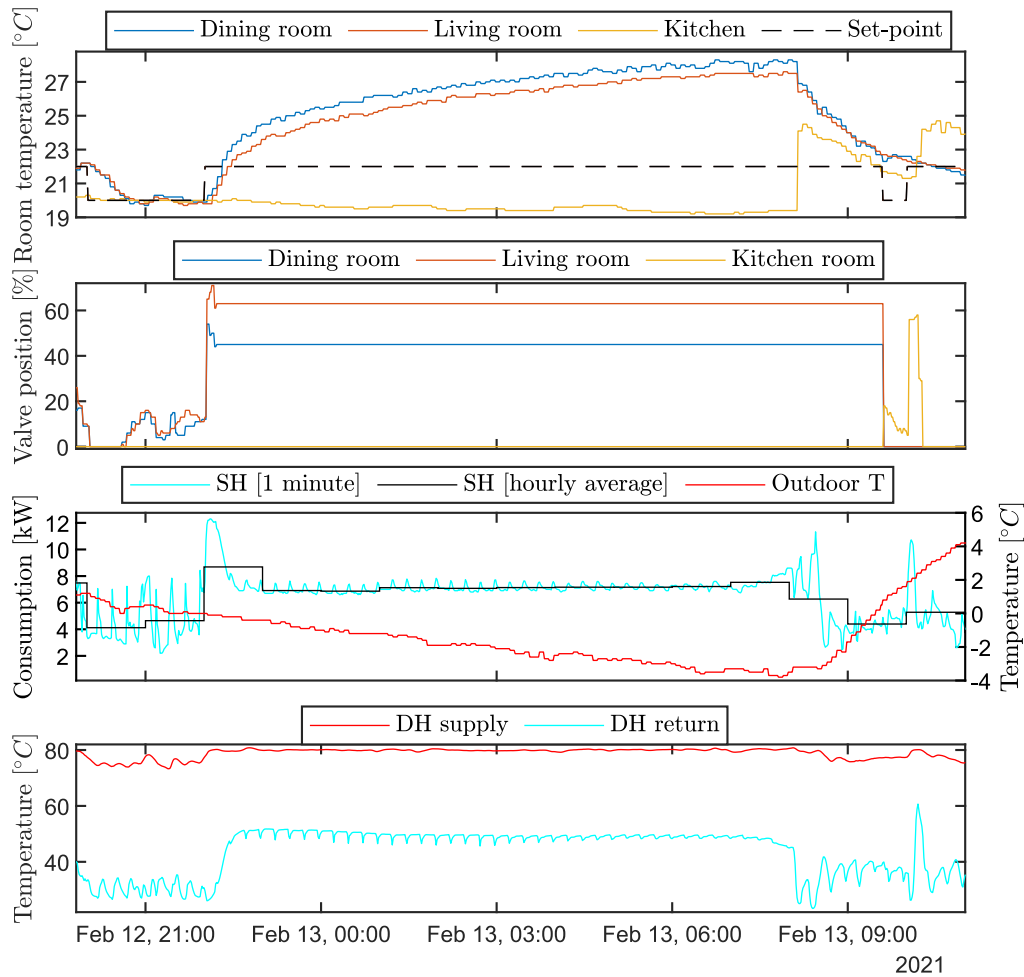 Dining room Living room Kitchen Set-point
Room temperature [°C]
27
25
23
22
21
19
Dining room Living room Kitchen room
Valve position [%]
60
40
20
0
SH [1 minute] SH [hourly average] Outdoor T
Consumption [kW]
12
10
8
6
4
2
Temperature [°C]
6
4
2
0
-2
-4
DH supply DH return
Temperature [°C]
80
60
40
Feb 12, 21:00 Feb 13, 00:00 Feb 13, 03:00 Feb 13, 06:00 Feb 13, 09:00
2021